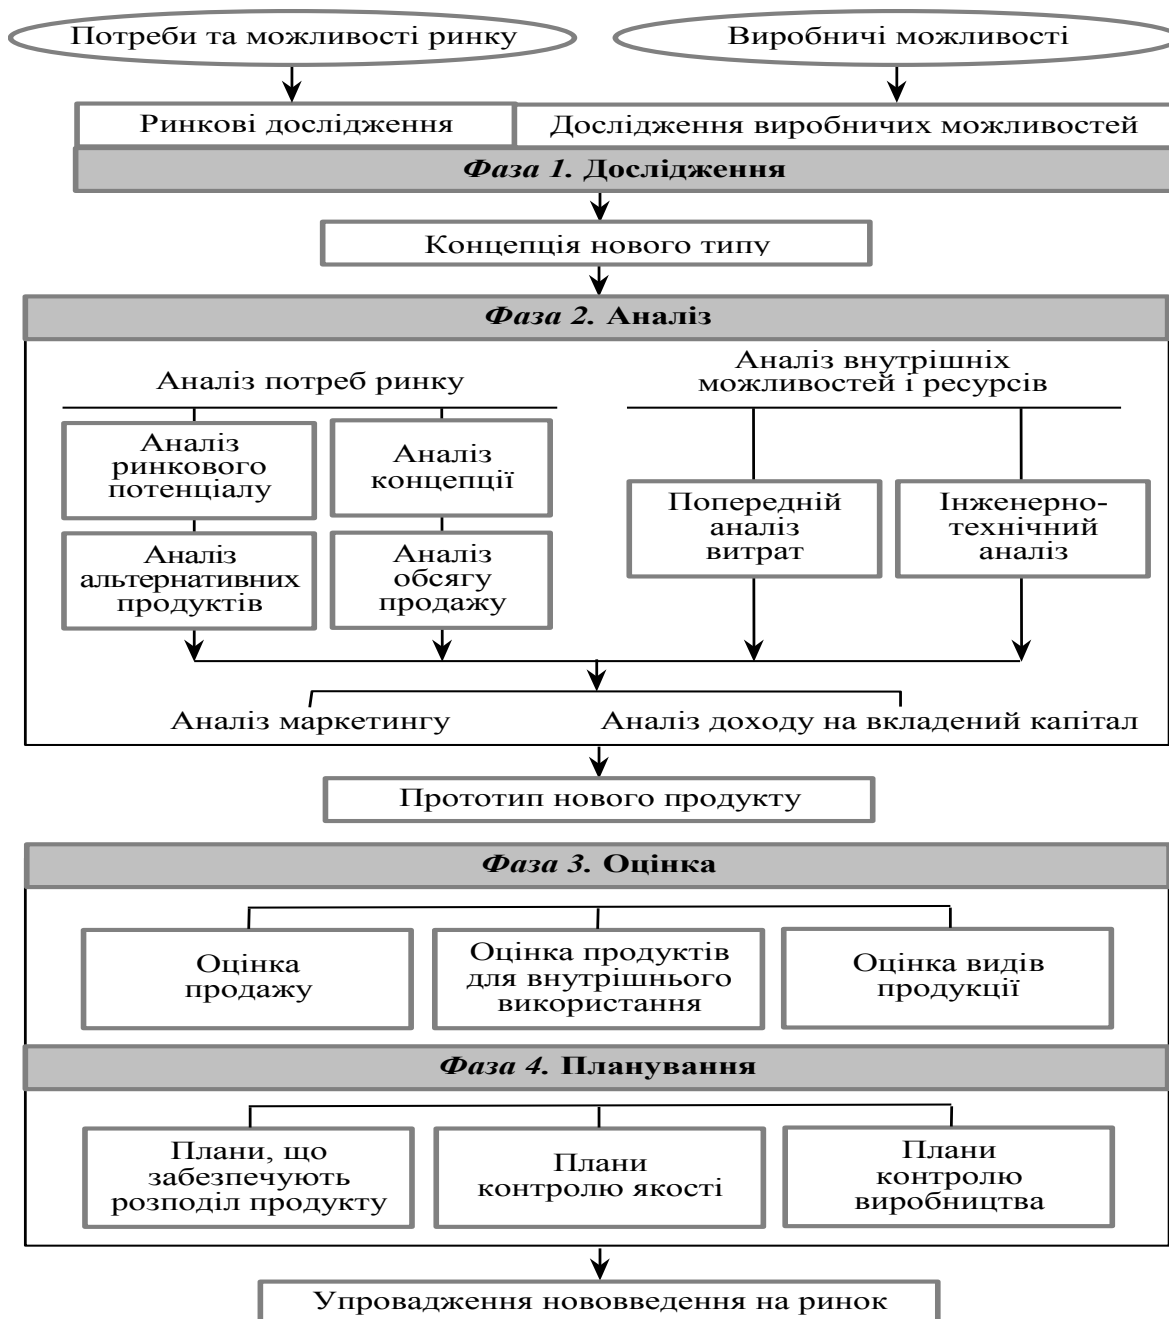 Потреби та можливості ринку
Виробничі можливості
Ринкові дослідження
Дослідження виробничих можливостей
Фаза 1. Дослідження
Концепція нового типу
Фаза 2. Аналіз
Аналіз потреб ринку
Аналіз внутрішніх
можливостей і ресурсів
Аналіз
ринкового
потенціалу
Аналіз
концепції
Попередній
аналіз
витрат
Інженерно-
технічний
аналіз
Аналіз
альтернативних
продуктів
Аналіз
обсягу
продажу
Аналіз маркетингу
Аналіз доходу на вкладений капітал
Прототип нового продукту
Фаза 3. Оцінка
Оцінка
продажу
Оцінка продуктів
для внутрішнього
використання
Оцінка видів
продукції
Фаза 4. Планування
Плани, що
забезпечують
розподіл продукту
Плани
контролю якості
Плани
контролю
виробництва
Упровадження нововведення на ринок